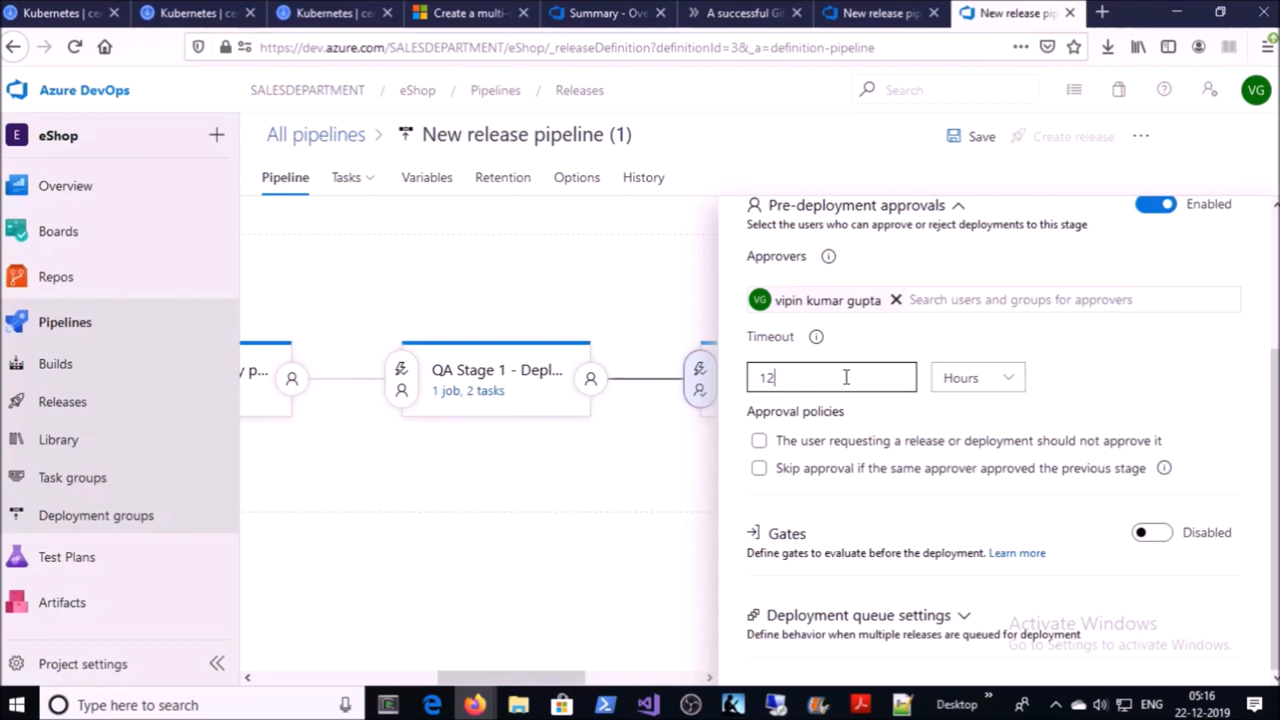 Kubernetes | ce
Kubernetes | ce
Kubernetes | ce
Create a multi-s
Summary - Ove
A successful Gi
New release pip
New release pip
https://dev.azure.com/SALESDEPARTMENT/eShop/_releaseDefinition?definitionId=3&_a=definition-pipeline
Azure DevOps
SALESDEPARTMENT / eShop / Pipelines / Releases
Search
VG
E eShop
All pipelines > New release pipeline (1)
Save
Create release
Pipeline
Tasks
Variables
Retention
Options
History
Overview
Boards
Repos
Pipelines
Builds
Releases
Library
Task groups
Deployment groups
Test Plans
Artifacts
Project settings
y p...
QA Stage 1 - Depl...
1 job, 2 tasks
Pre-deployment approvals
Enabled
Select the users who can approve or reject deployments to this stage
Approvers
VG vipin kumar gupta Search users and groups for approvers
Timeout
12 Hours
Approval policies
The user requesting a release or deployment should not approve it
Skip approval if the same approver approved the previous stage
Gates
Disabled
Define gates to evaluate before the deployment. Learn more
Deployment queue settings
Define behavior when multiple releases are queued for deployment
Activate Windows
Go to Settings to activate Windows.
Type here to search
Desktop
ENG
05:16
22-12-2019